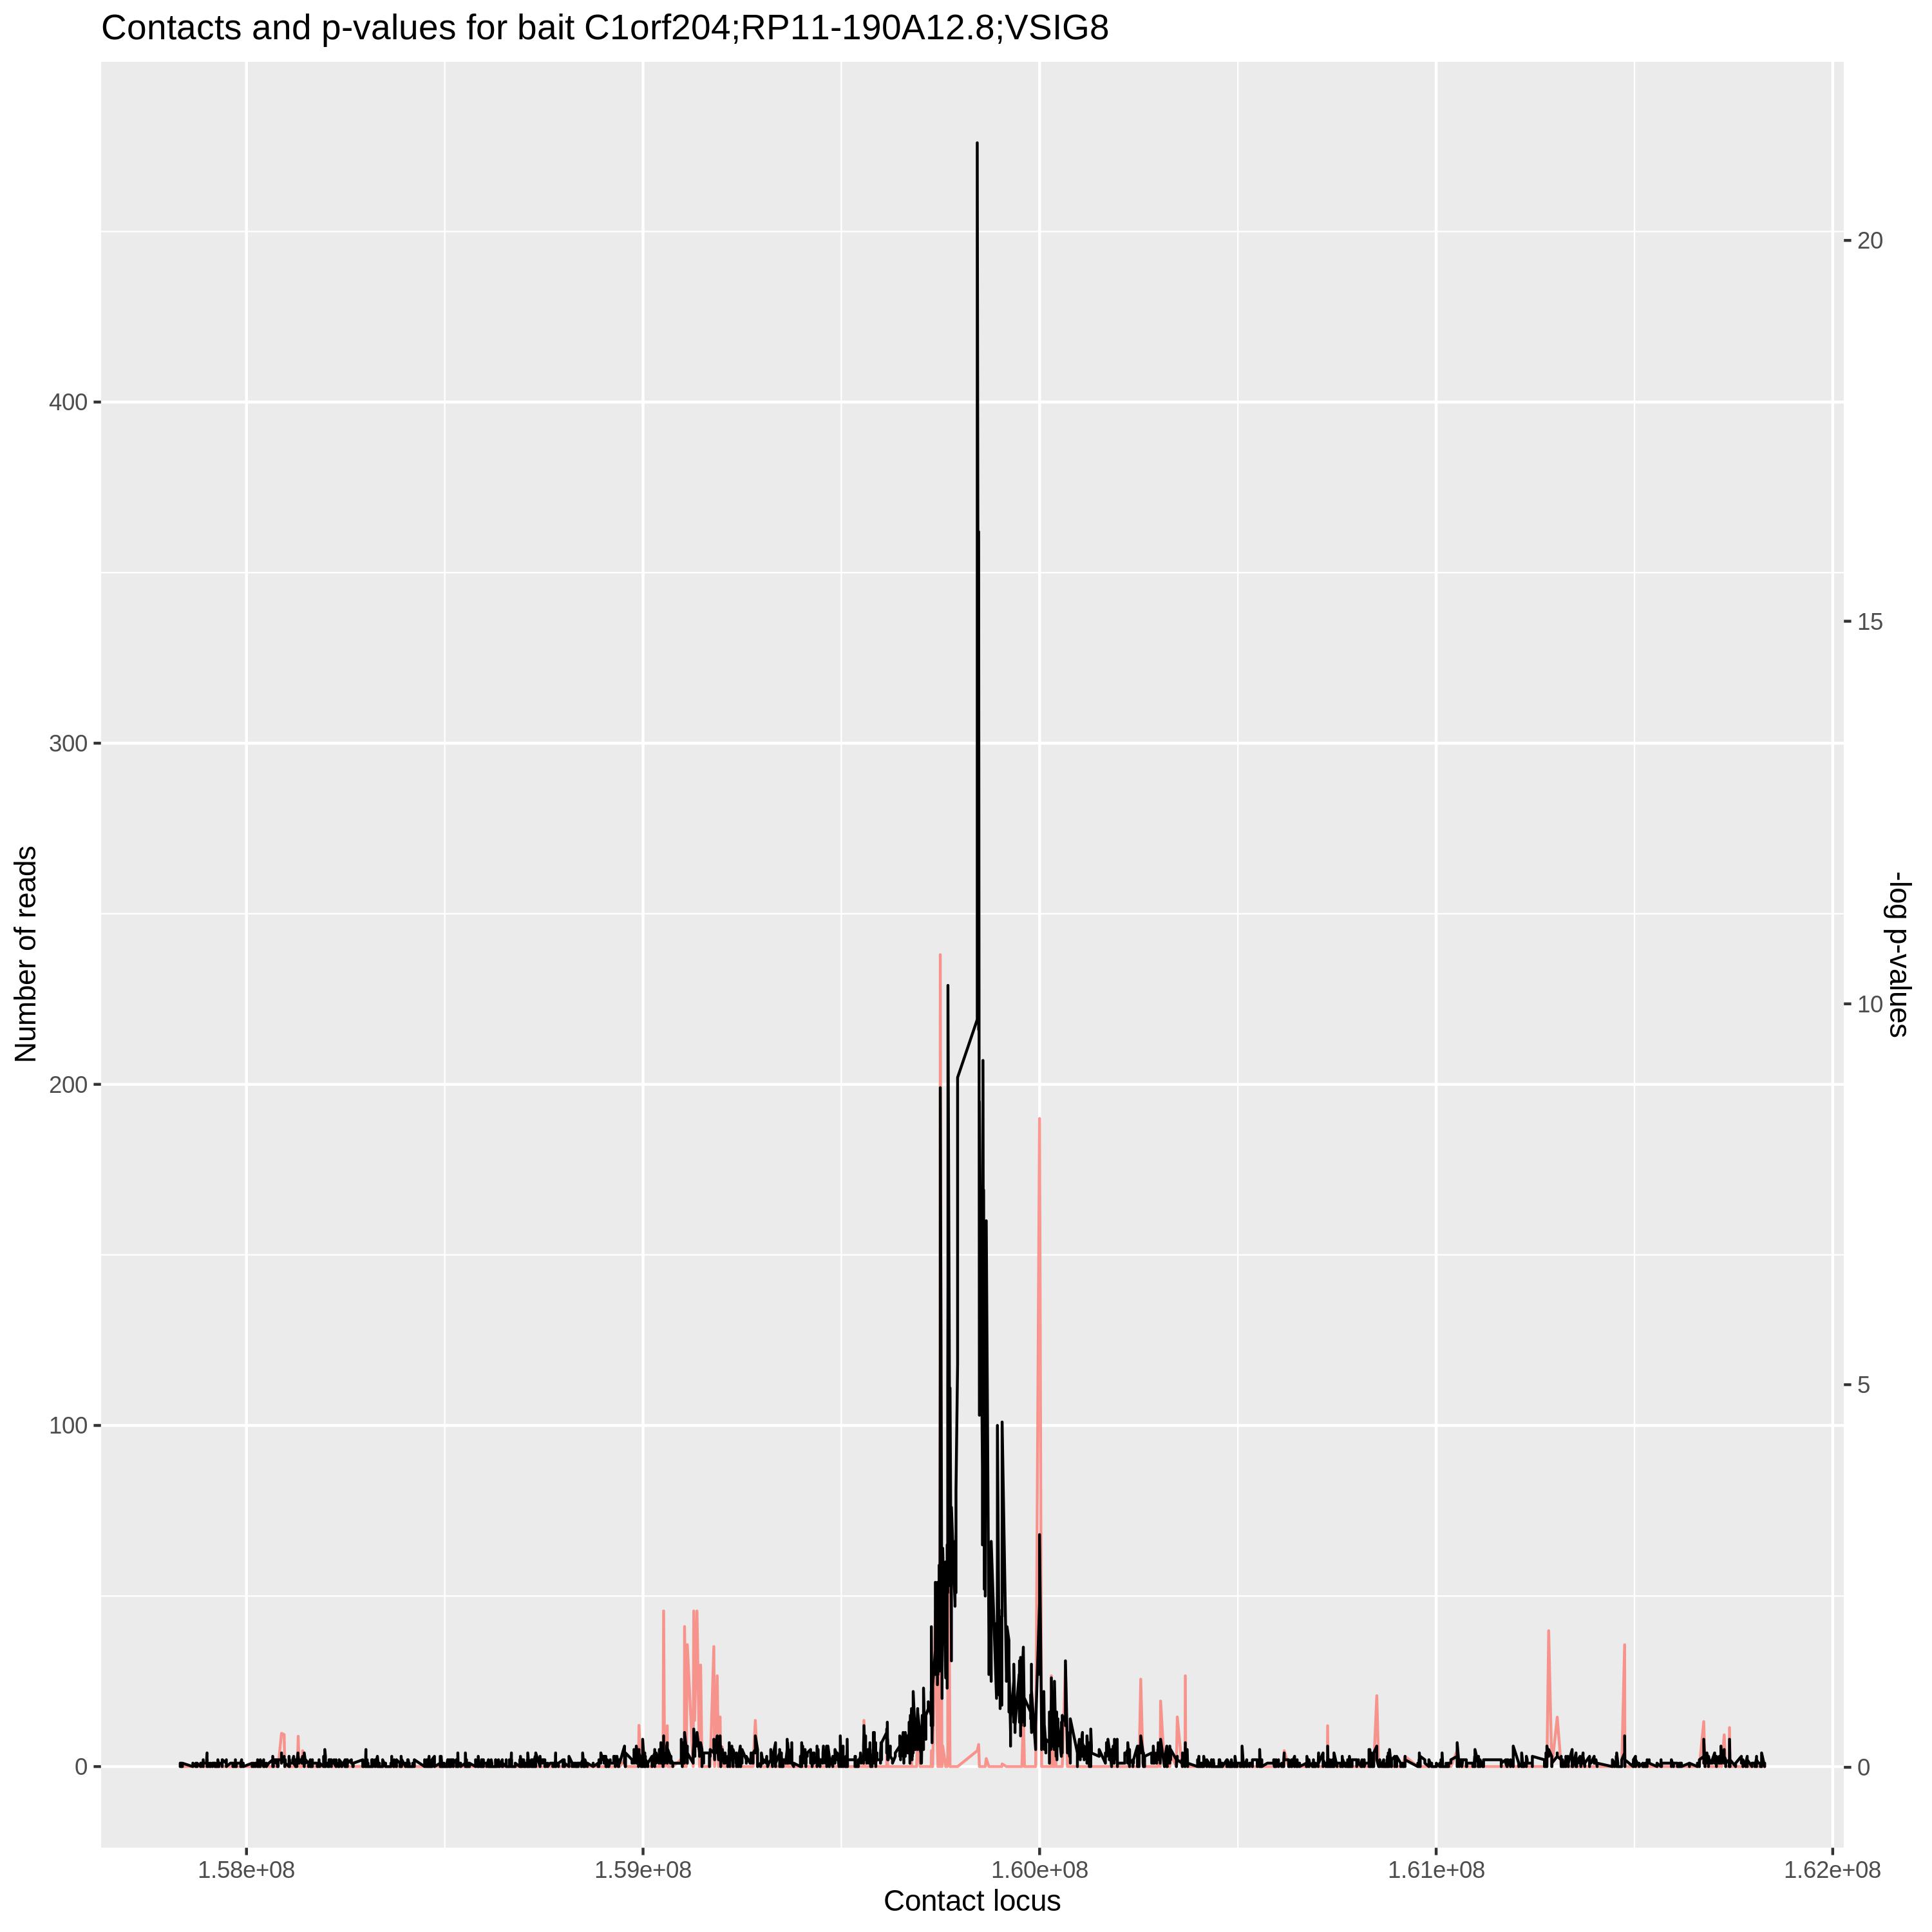 Contacts and p-values for bait C1orf204;RP11-190A12.8;VSIG8
Number of reads
400
300
200
100
0
20
15
10
5
0
-log p-values
1.58e+08
1.59e+08
1.60e+08
1.61e+08
1.62e+08
Contact locus